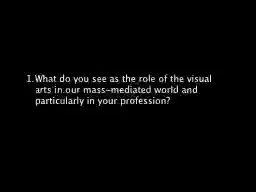 1.What do you see as the role of the visual
arts in our mass-mediated world and
particularly in your profession?